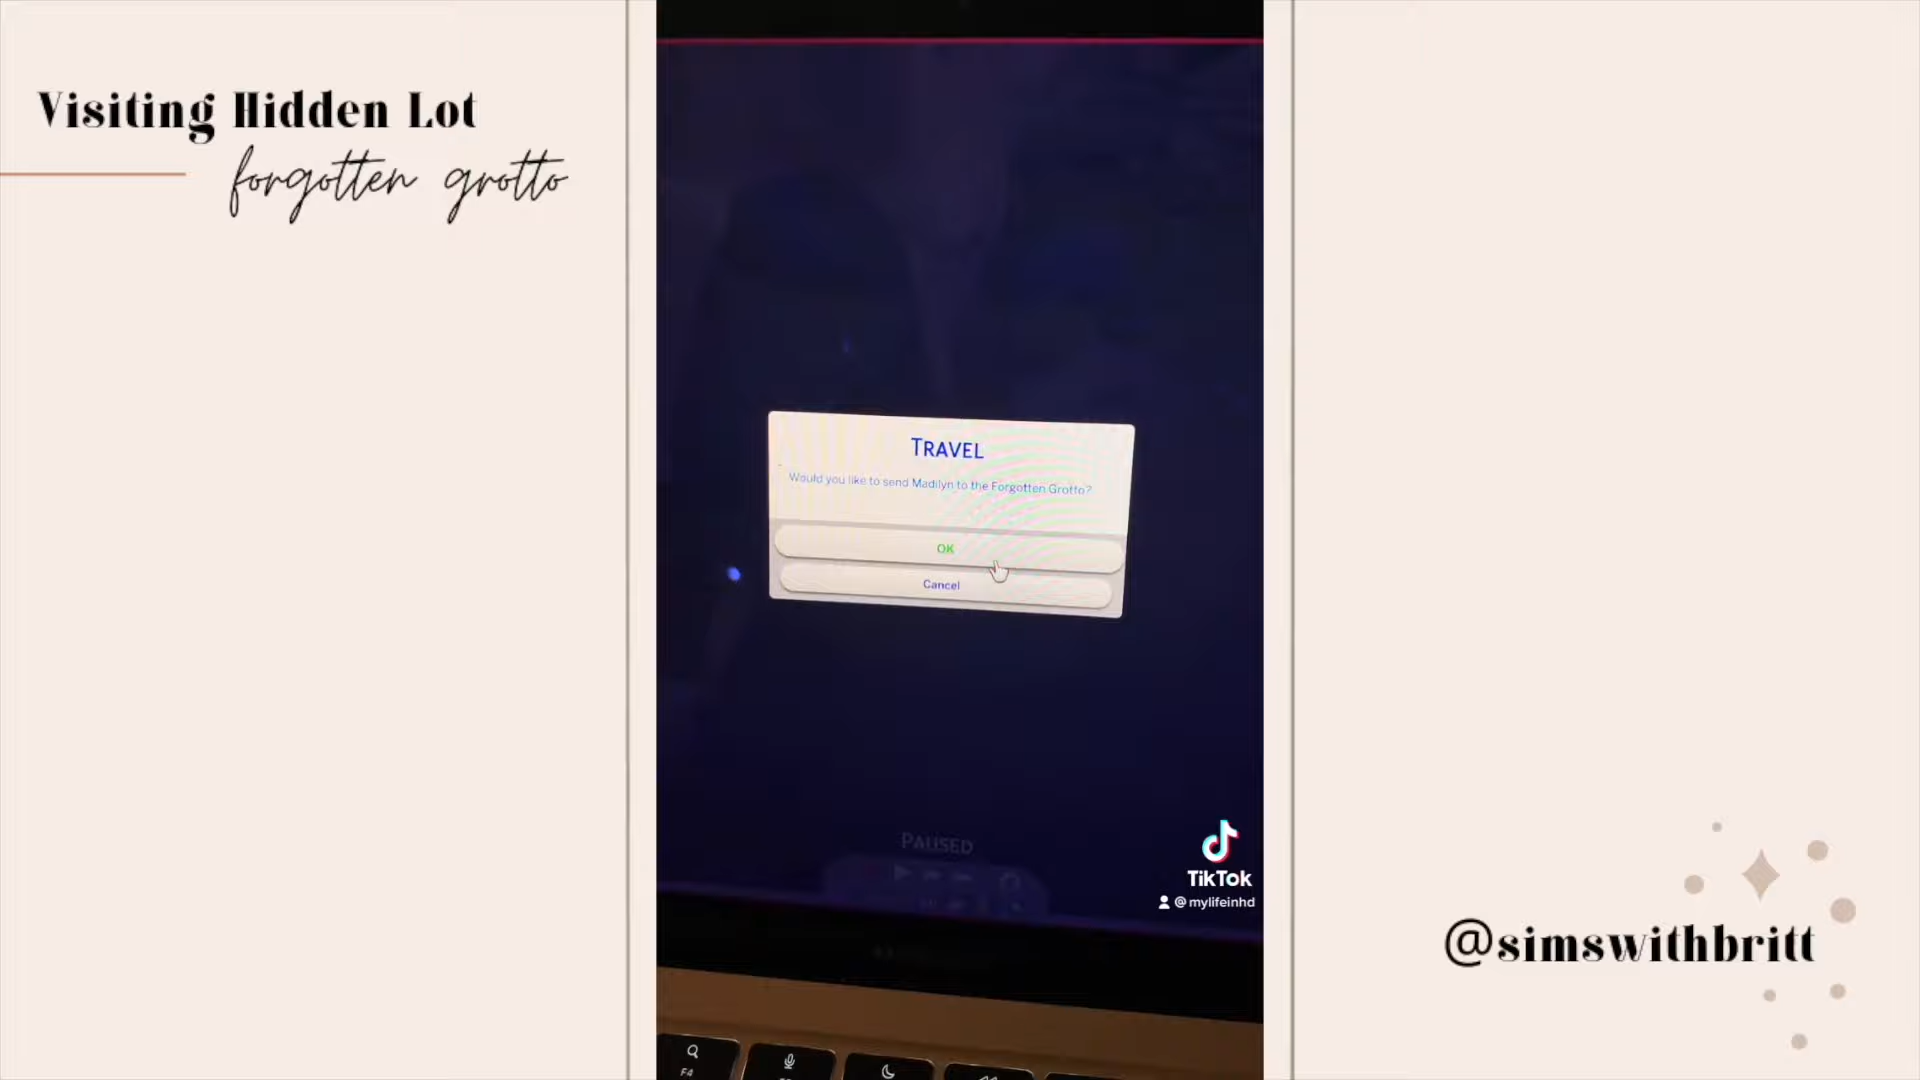 Visiting Hidden Lot
forgotten grotto
TRAVEL
Would you like to send Madilyn to the Forgotten Grotto?
OK
Cancel
PAUSED
TikTok
@mylifeinhd
@simswithbritt
F4